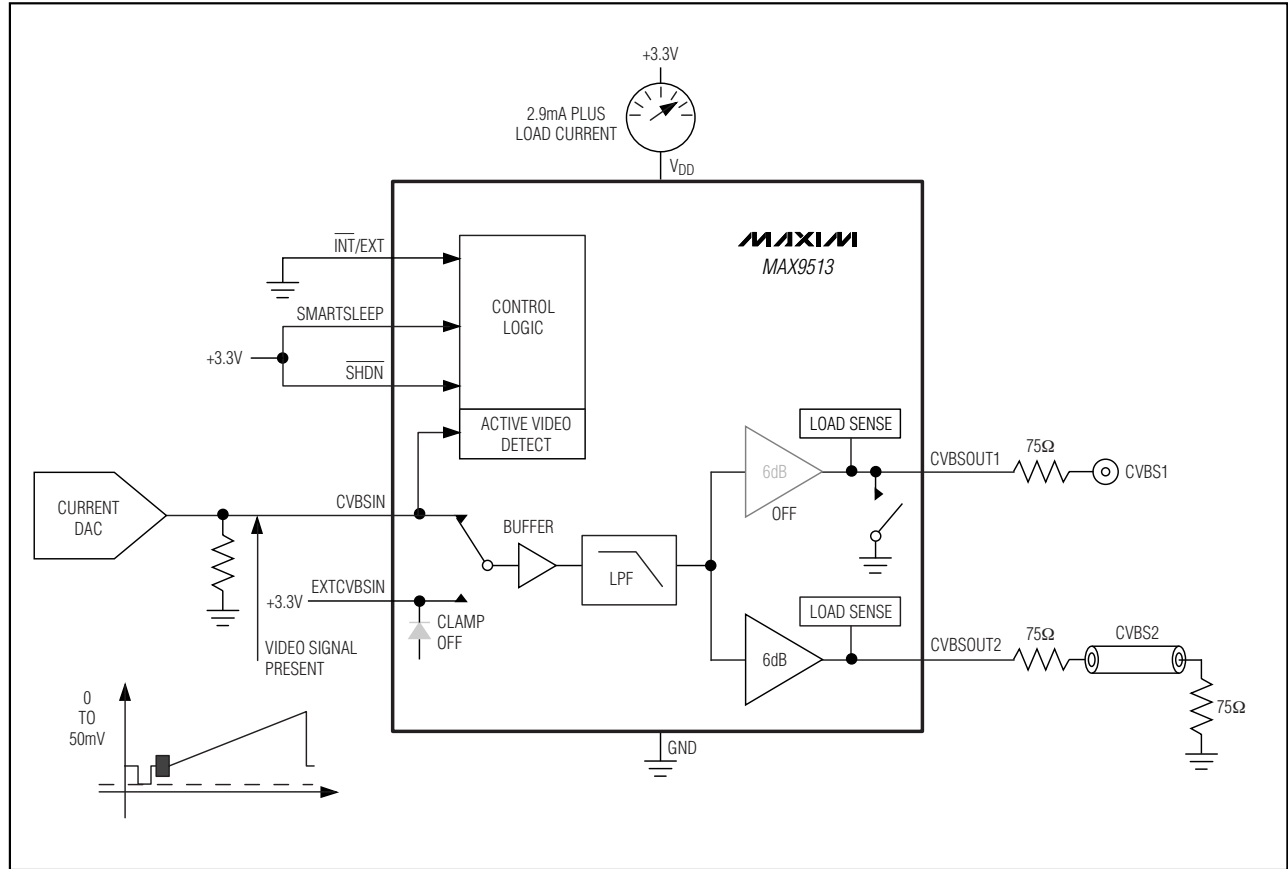 +3.3V
2.9mA PLUS
LOAD CURRENT
VDD
INT/EXT
SMARTSLEEP
+3.3V
SHDN
CONTROL
LOGIC
ACTIVE VIDEO
DETECT
MAXIM
MAX9513
CURRENT
DAC
CVBSIN
BUFFER
LPF
EXTCVBSIN
+3.3V
CLAMP
OFF
VIDEO SIGNAL
PRESENT
LOAD SENSE
6dB
OFF
CVBSOUT1
75Ω
CVBS1
LOAD SENSE
6dB
CVBSOUT2
75Ω
CVBS2
75Ω
GND
0
TO
50mV